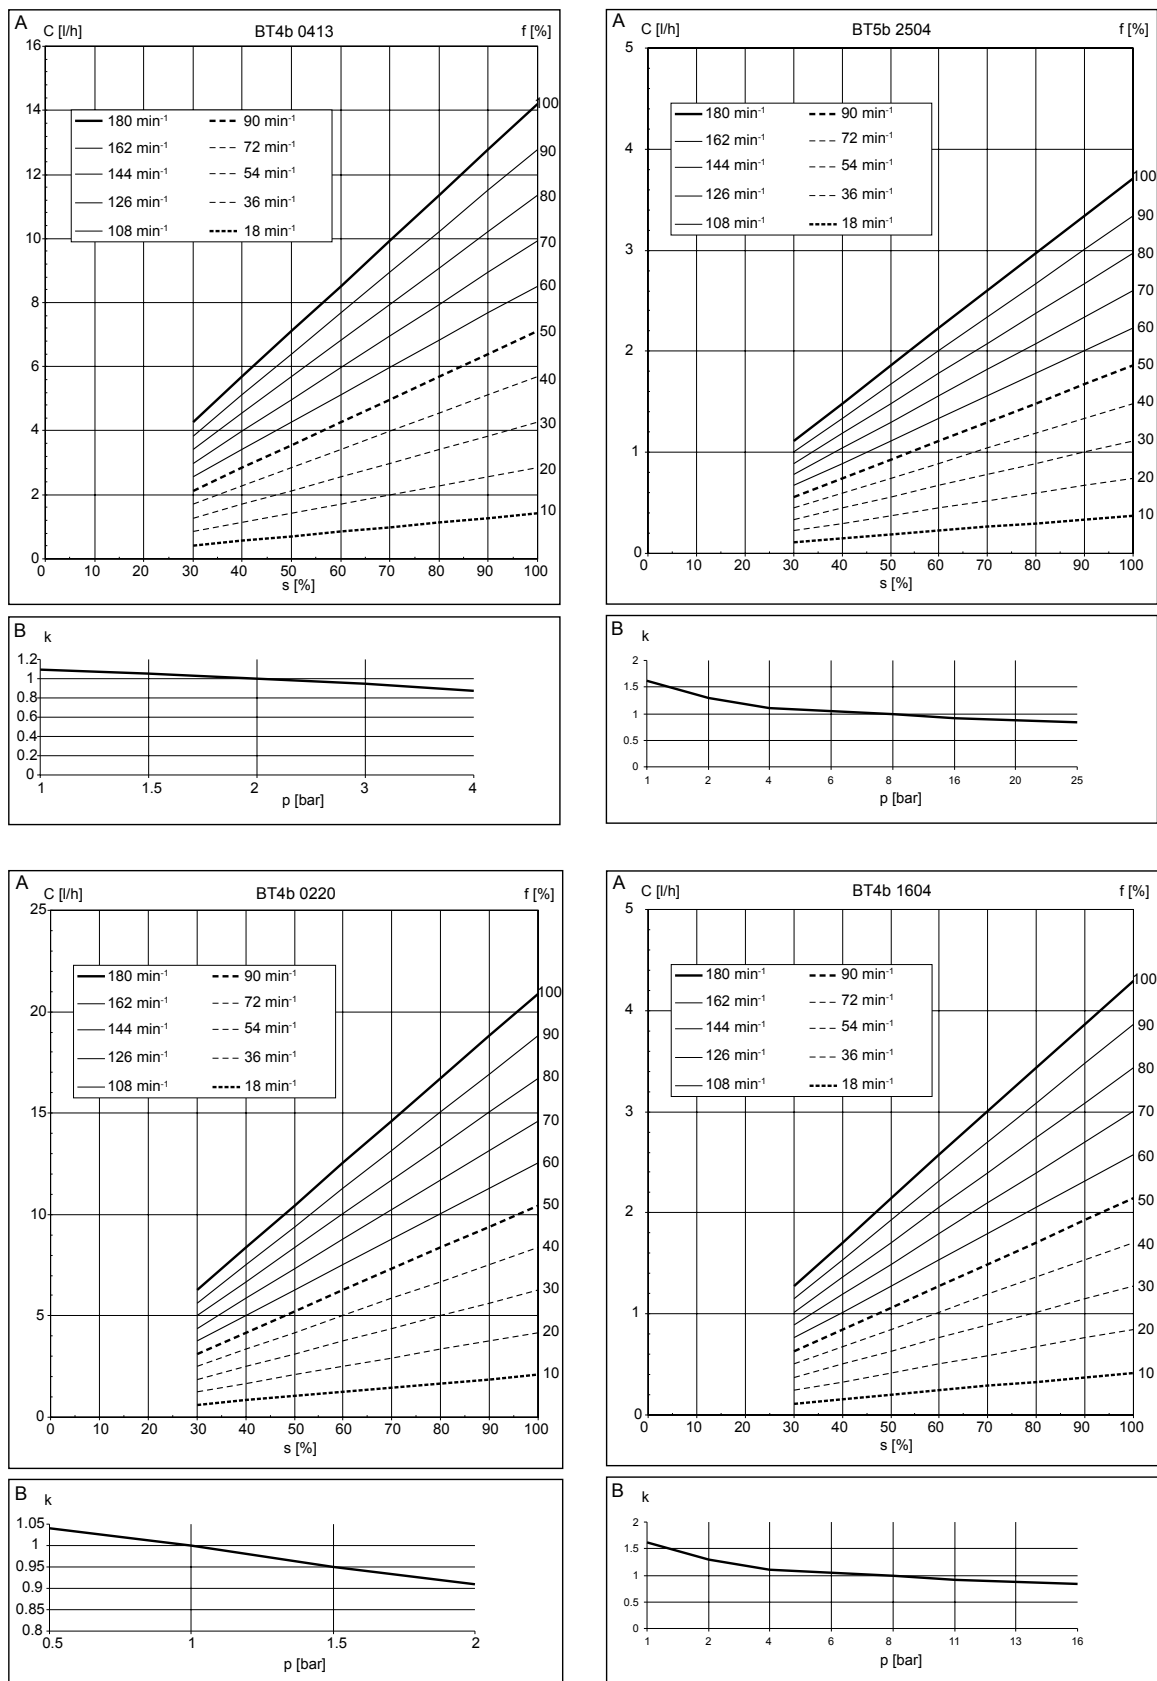 A
C [l/h]
BT4b 0413
f [%]
16
14
12
10
8
6
4
2
0
180 min-1
162 min-1
144 min-1
126 min-1
108 min-1
90 min-1
72 min-1
54 min-1
36 min-1
18 min-1
100
90
80
70
60
50
40
30
20
10
0 10 20 30 40 50 60 70 80 90 100
s [%]
B
k
1.2
1
0.8
0.6
0.4
0.2
0
1 1.5 2 3 4
p [bar]
A
C [l/h]
BT5b 2504
f [%]
5
4
3
2
1
0
180 min-1
162 min-1
144 min-1
126 min-1
108 min-1
90 min-1
72 min-1
54 min-1
36 min-1
18 min-1
100
90
80
70
60
50
40
30
20
10
0 10 20 30 40 50 60 70 80 90 100
s [%]
B
k
2
1.5
1
0.5
0
1 2 4 6 8 16 20 25
p [bar]
A
C [l/h]
BT4b 0220
f [%]
25
20
15
10
5
0
180 min-1
162 min-1
144 min-1
126 min-1
108 min-1
90 min-1
72 min-1
54 min-1
36 min-1
18 min-1
100
90
80
70
60
50
40
30
20
10
0 10 20 30 40 50 60 70 80 90 100
s [%]
B
k
1.05
1
0.95
0.9
0.85
0.8
0.5 1 1.5 2
p [bar]
A
C [l/h]
BT4b 1604
f [%]
5
4
3
2
1
0
180 min-1
162 min-1
144 min-1
126 min-1
108 min-1
90 min-1
72 min-1
54 min-1
36 min-1
18 min-1
100
90
80
70
60
50
40
30
20
10
0 10 20 30 40 50 60 70 80 90 100
s [%]
B
k
2
1.5
1
0.5
0
1 2 4 6 8 11 13 16
p [bar]